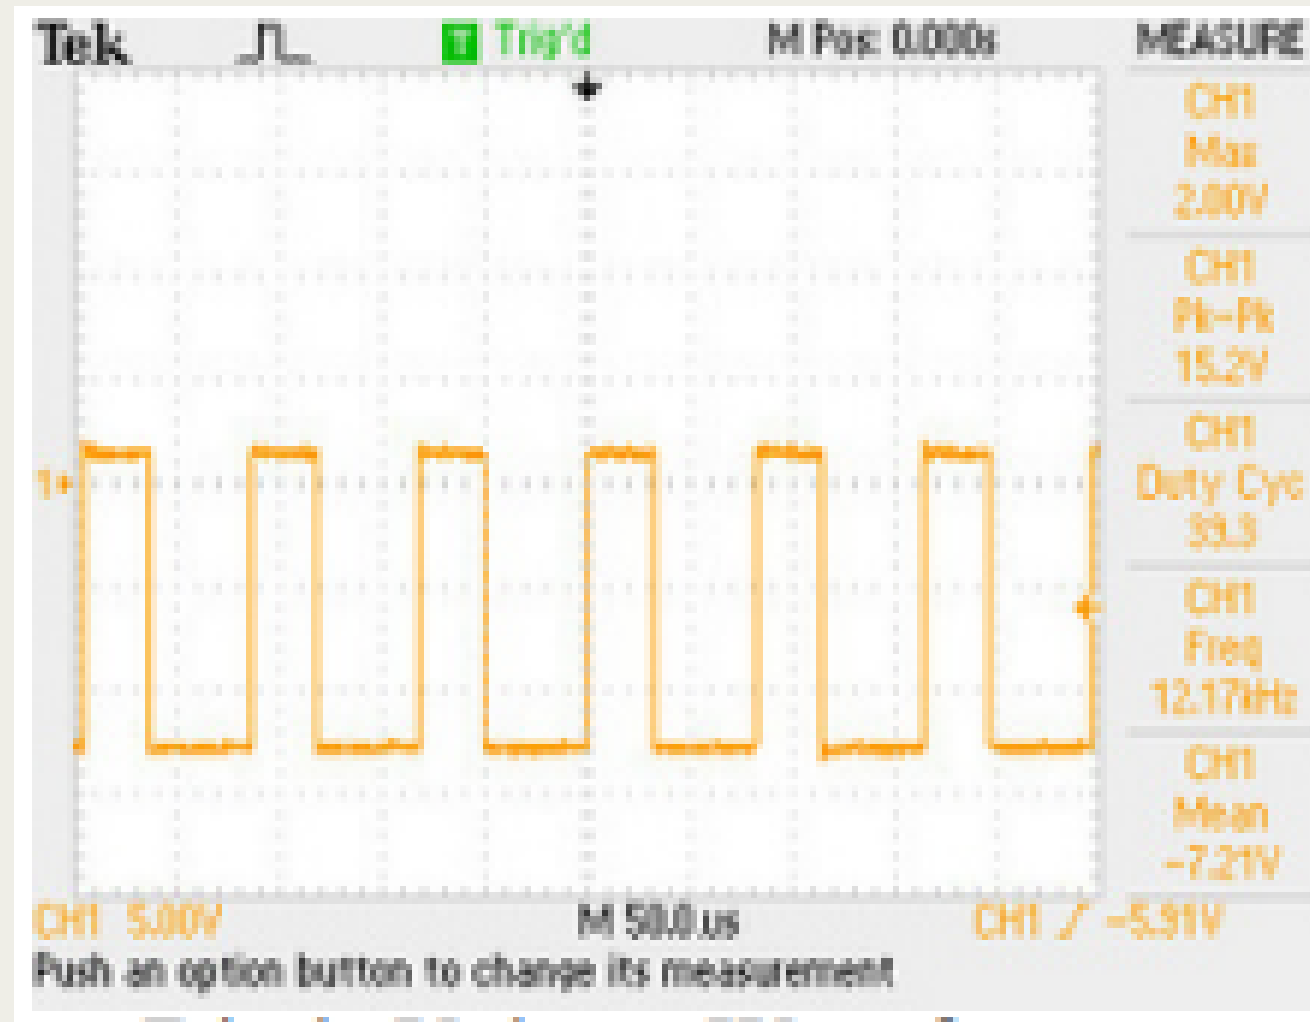 Tek T Trig'd M Pos: 0.000s MEASURE
CH1
Max
2.00V
CH1
Pk-Pk
15.2V
CH1
Duty Cyc
39.3
CH1
Freq
12.17kHz
CH1
Mean
-7.21V
1
CH1 5.00V M 50.0us CH1 -5.91V
Push an option button to change its measurement